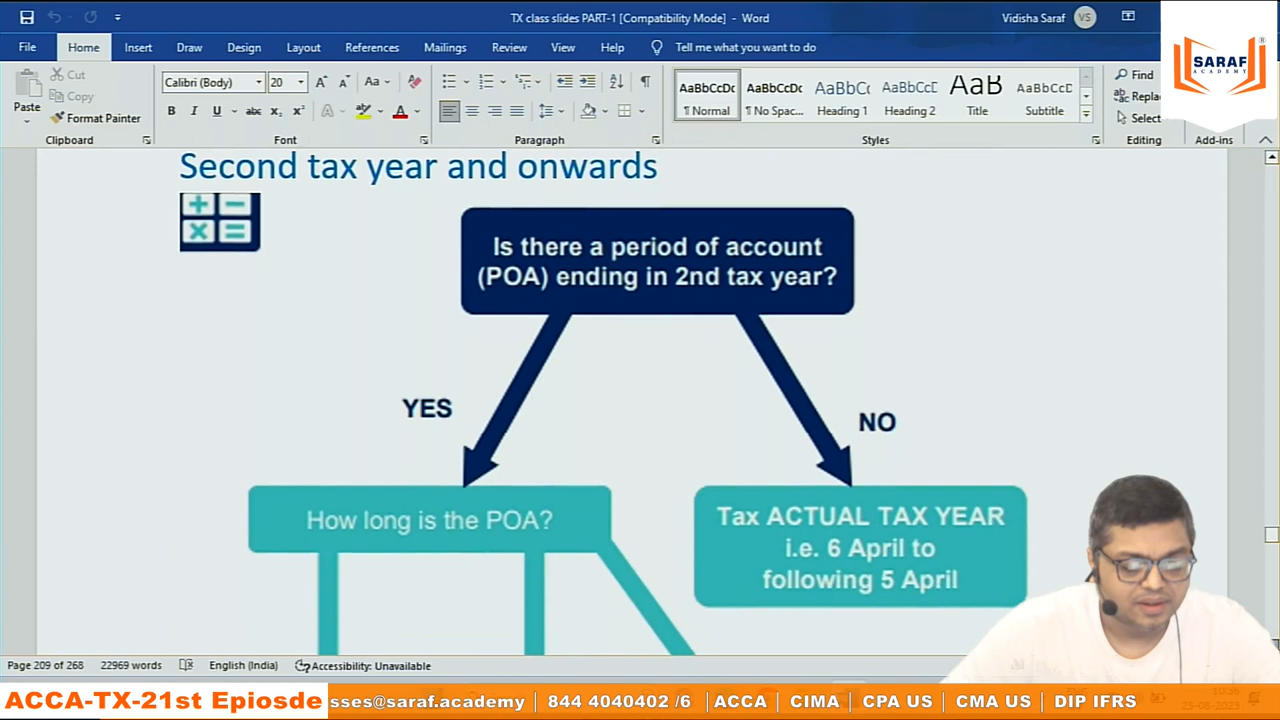 TX class slides PART-1 [Compatibility Mode] - Word
Vidisha Saraf
VS
SARAF
ACADEMY
®
File
Home
Insert
Draw
Design
Layout
References
Mailings
Review
View
Help
Tell me what you want to do
Paste
Cut
Copy
Format Painter
Clipboard
Calibri (Body)
20
Font
Paragraph
AaBbCcDc
¶ Normal
AaBbCcDc
¶ No Spac...
AaBbC(
Heading 1
AaBbCcD
Heading 2
AaB
Title
AaBbCcD
Subtitle
Styles
Find
Repla
Select
Editing
Add-ins
Second tax year and onwards
Is there a period of account
(POA) ending in 2nd tax year?
YES
NO
How long is the POA?
Tax ACTUAL TAX YEAR
i.e. 6 April to
following 5 April
Page 209 of 268
22969 words
English (India)
Accessibility: Unavailable
ACCA-TX-21st Epiosde
sses@saraf.academy | 844 4040402 /6 | ACCA | CIMA | CPA US | CMA US | DIP IFRS